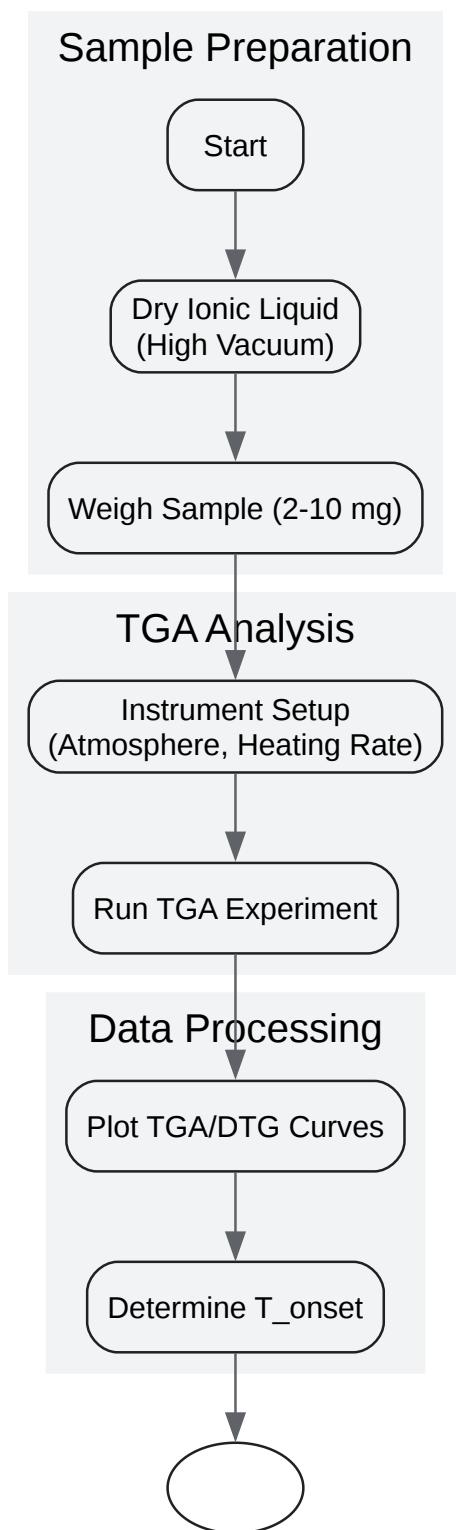 Sample Preparation
Start
Dry Ionic Liquid
(High Vacuum)
Weigh Sample (2-10 mg)
TGA Analysis
Instrument Setup
(Atmosphere, Heating Rate)
Run TGA Experiment
Data Processing
Plot TGA/DTG Curves
Determine T_onset